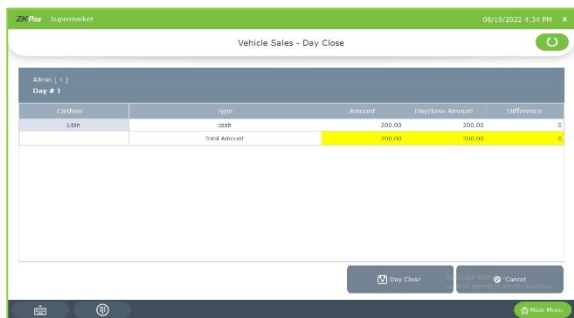 ZKPos Supermarket 08/19/2022 4:34 PM X
Vehicle Sales - Day Close
Admin [ 1 ]
Day # 1
Cashier Type Amount Dayclose Amount Difference
Libin cash 200.00 200.00 0
Total Amount 200.00 200.00 0
Day Close Cancel
Main Menu